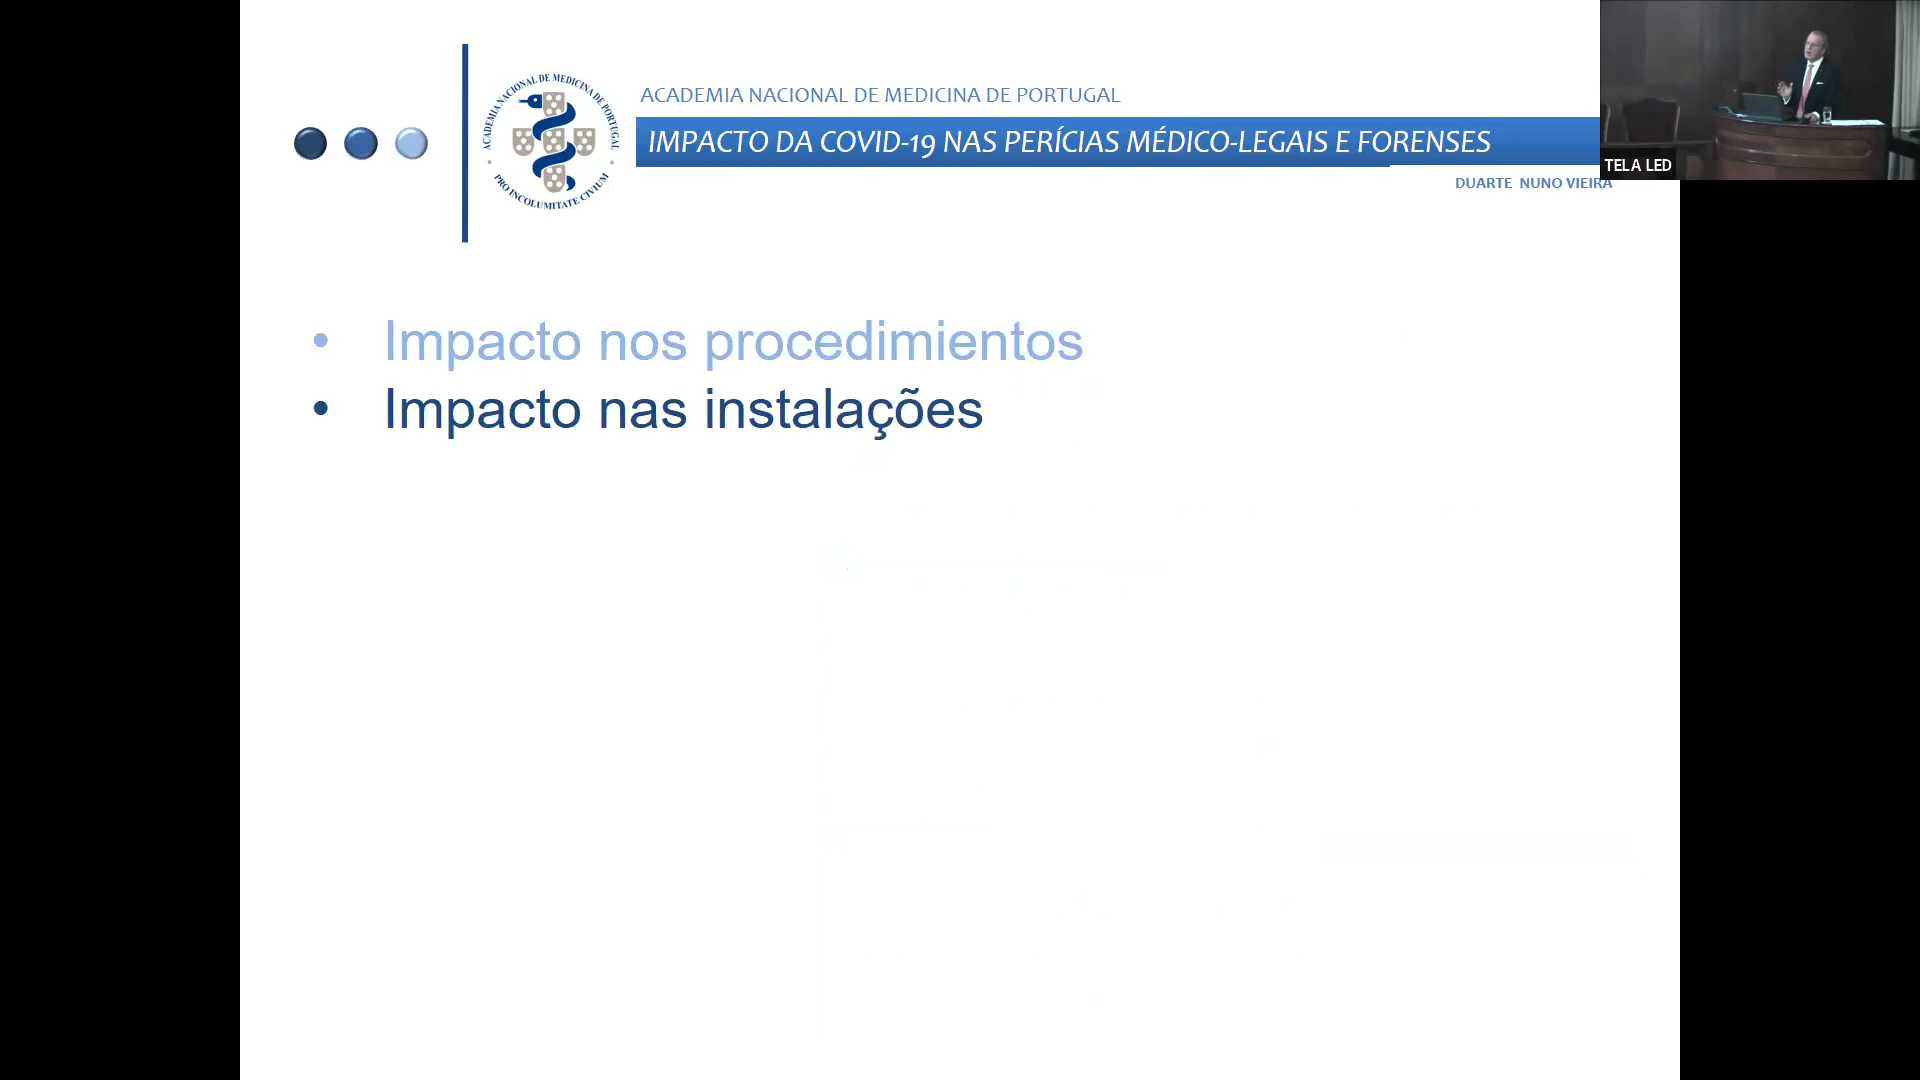 ACADEMIA NACIONAL DE MEDICINA DE PORTUGAL
PRO INCOLUMITATE CIVIUM
ACADEMIA NACIONAL DE MEDICINA DE PORTUGAL
IMPACTO DA COVID-19 NAS PERÍCIAS MÉDICO-LEGAIS E FORENSES
DUARTE NUNO VIEIRA
TELA LED
• Impacto nos procedimientos
• Impacto nas instalações